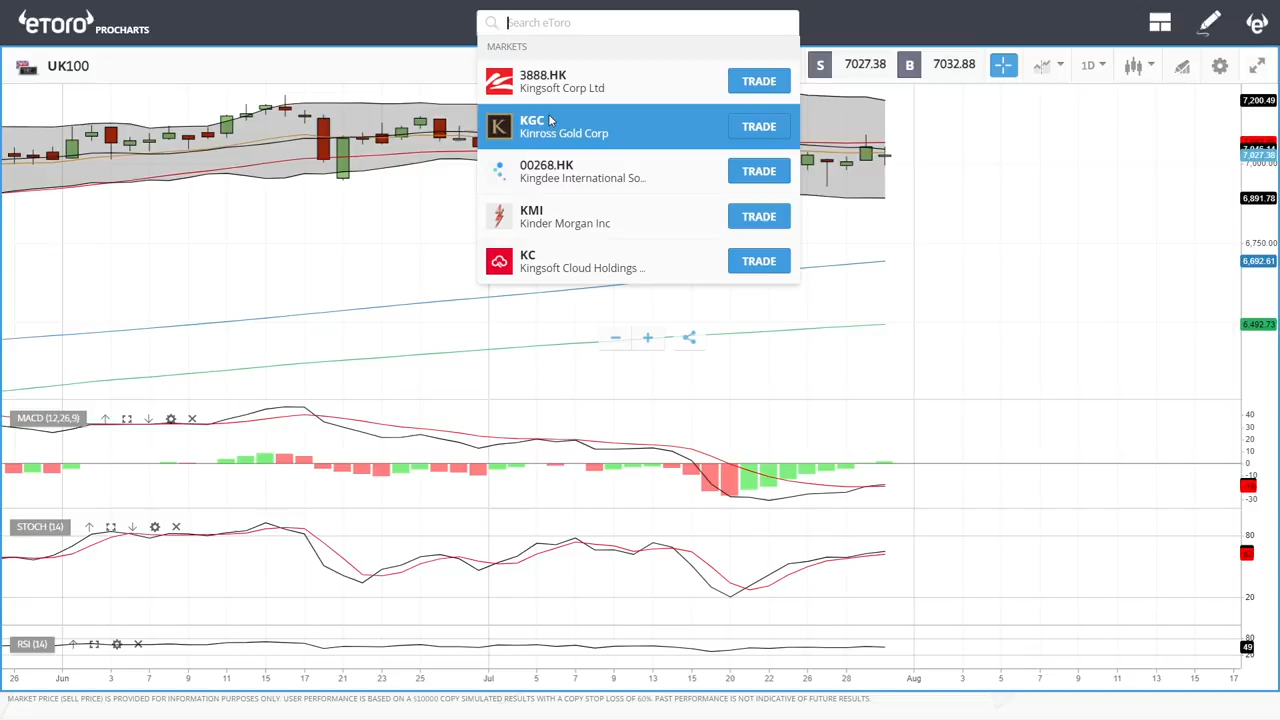 eTORO PROCHARTS
Search eToro
MARKETS
3888.HK
Kingsoft Corp Ltd
TRADE
KGC
Kinross Gold Corp
TRADE
00268.HK
Kingdee International So...
TRADE
KMI
Kinder Morgan Inc
TRADE
KC
Kingsoft Cloud Holdings ...
TRADE
UK100
S 7027.38 B 7032.88 1D
7,200.49
7,027.38
7,000.00
6,891.78
6,750.00
6,692.61
6,492.73
MACD (12,26,9)
40
30
20
10
0
-10
-30
STOCH (14)
80
20
RSI (14)
80
49
20
26 Jun 3 7 9 11 15 17 21 23 25 Jul 5 7 9 13 15 20 22 26 28 Aug 3 5 9 11 13 15 17
MARKET PRICE (SELL PRICE) IS PROVIDED FOR INFORMATION PURPOSES ONLY. USER PERFORMANCE IS BASED ON A $10000 COPY SIMULATED RESULTS WITH A COPY STOP LOSS OF 60%. PAST PERFORMANCE IS NOT INDICATIVE OF FUTURE RESULTS.